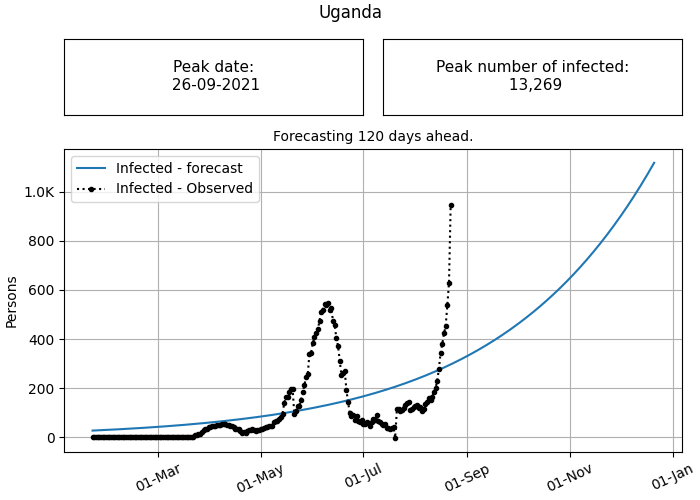 Uganda
Peak date:
26-09-2021
Peak number of infected:
13,269
Forecasting 120 days ahead.
Infected - forecast
Infected - Observed
1.0K
800
600
400
200
0
Persons
01-Mar
01-May
01-Jul
01-Sep
01-Nov
01-Jan